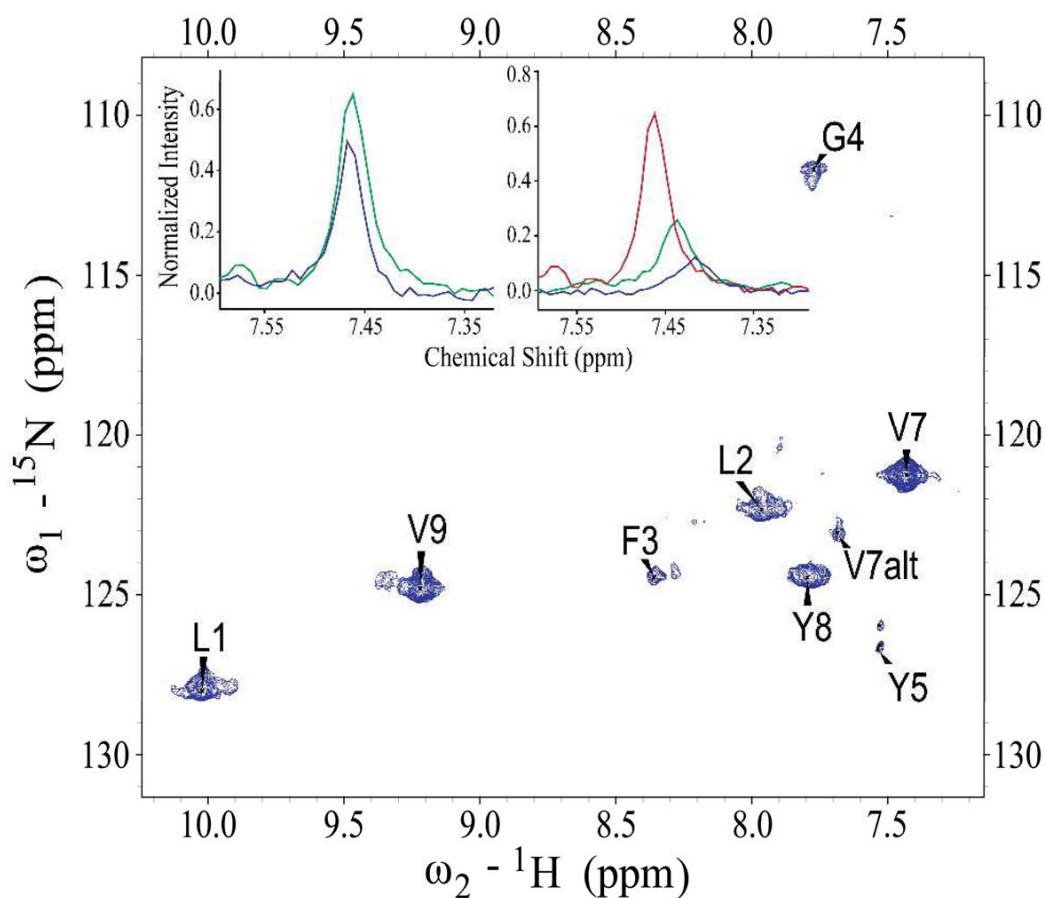 10.0 9.5 9.0 8.5 8.0 7.5
110 110
115 115
120 120
125 125
130 130
ω1 - 15N (ppm)
Normalized Intensity
0.6
0.4
0.2
0.0
7.55 7.45 7.35
0.8
0.6
0.4
0.2
0.0
7.55 7.45 7.35
Chemical Shift (ppm)
G4
V7
L2
V9
F3
V7alt
Y8
L1
Y5
10.0 9.5 9.0 8.5 8.0 7.5
ω2 - 1H (ppm)